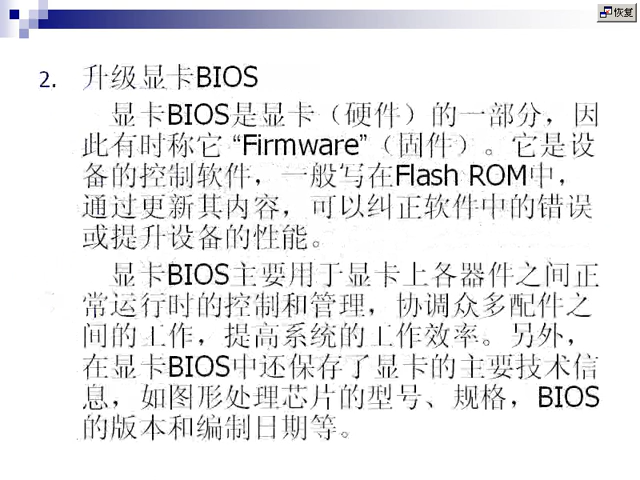 恢复
2. 升级显卡BIOS
显卡BIOS是显卡（硬件）的一部分，因
此有时称它“Firmware”（固件）。它是设
备的控制软件，一般写在Flash ROM中，
通过更新其内容，可以纠正软件中的错误
或提升设备的性能。
显卡BIOS主要用于显卡上各器件之间正
常运行时的控制和管理，协调众多配件之
间的工作，提高系统的工作效率。另外，
在显卡BIOS中还保存了显卡的主要技术信
息，如图形处理芯片的型号、规格，BIOS
的版本和编制日期等。